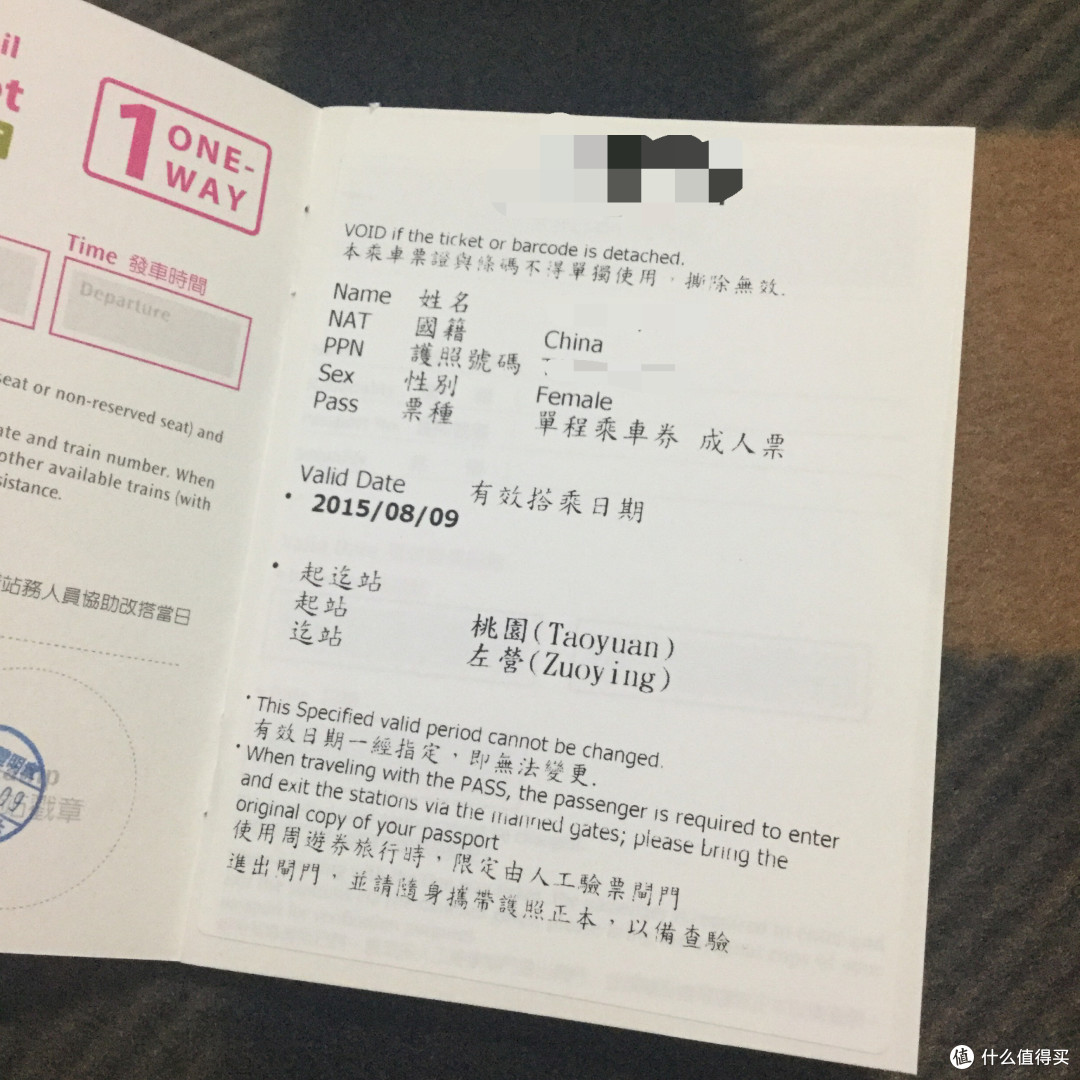 il
et
1 ONE-
WAY
Time 發車時間
Departure
seat or non-reserved seat) and
ate and train number. When
other available trains (with
sistance.
站務人員協助改搭當日
09
戳章
VOID if the ticket or barcode is detached.
本乘車票證與條碼不得單獨使用，撕除無效.
Name 姓名
NAT 國籍 China
PPN 護照號碼
Sex 性別 Female
Pass 票種 單程乘車券 成人票
Valid Date 有效搭乘日期
• 2015/08/09
• 起迄站
起站 桃園(Taoyuan)
迄站 左營(Zuoying)
• This Specified valid period cannot be changed.
有效日期一經指定，即無法變更.
• When traveling with the PASS, the passenger is required to enter
and exit the stations via the manned gates; please bring the
original copy of your passport
使用周遊券旅行時，限定由人工驗票閘門
進出閘門，並請隨身攜帶護照正本，以備查驗.
值 什么值得买